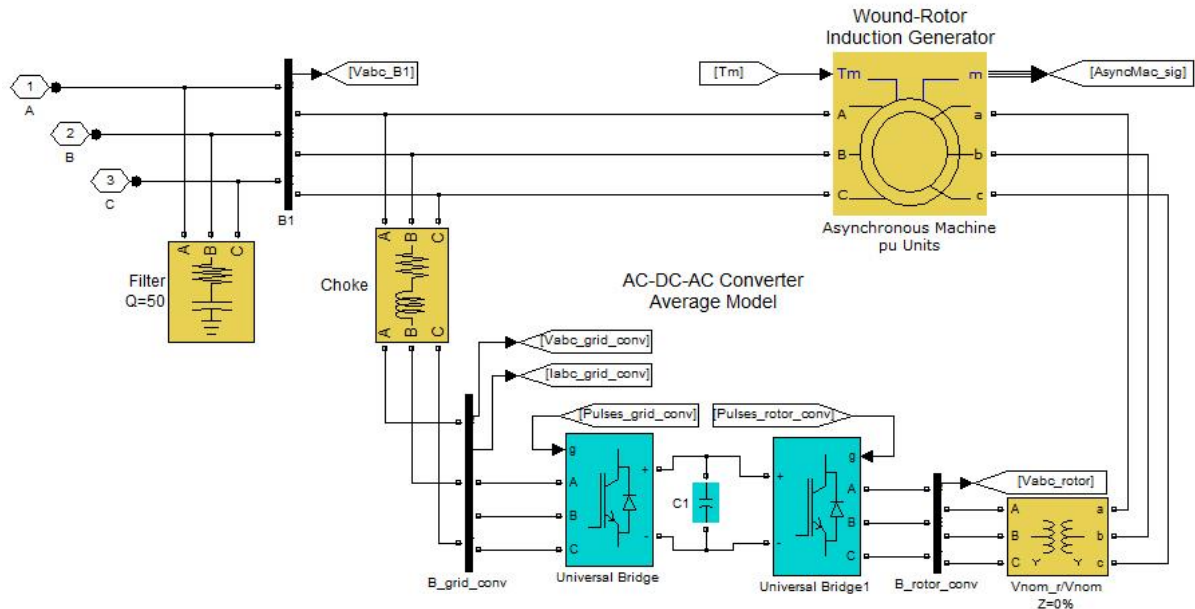 Wound-Rotor
Induction Generator
1
A
2
B
3
C
[Vabc_B1]
B1
[Tm]
Tm
m
[AsyncMac_sig]
A
B
C
a
b
c
Asynchronous Machine
pu Units
A B C
Filter
Q=50
A B C
Choke
A B C
AC-DC-AC Converter
Average Model
[Vabc_grid_conv]
[Iabc_grid_conv]
[Pulses_grid_conv]
[Pulses_rotor_conv]
B_grid_conv
g
A
B
C
+
-
Universal Bridge
C1
+
-
g
A
B
C
Universal Bridge1
B_rotor_conv
[Vabc_rotor]
A
B
C
a
b
c
Y Y
Vnom_r/Vnom
Z=0%